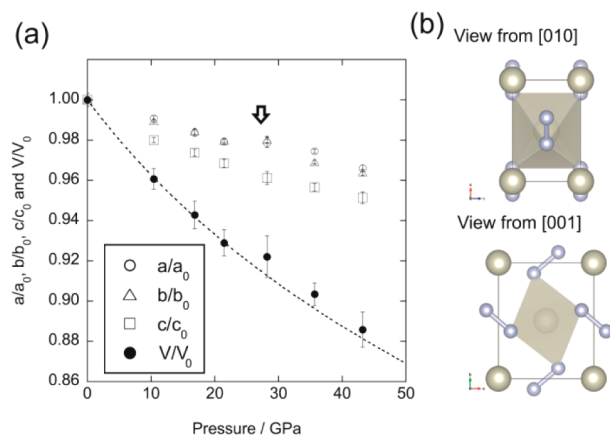 (a)
a/a0, b/b0, c/c0 and V/V0
1.00
0.98
0.96
0.94
0.92
0.90
0.88
0.86
a/a0
b/b0
c/c0
V/V0
0 10 20 30 40 50
Pressure / GPa
(b)
View from [010]
View from [001]